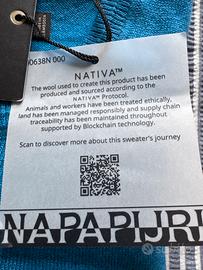 0638N 000
NATIVA™
The wool used to create this product has been
produced and sourced according to the
NATIVA™ Protocol.
Animals and workers have been treated ethically,
land has been managed responsibly and supply chain
traceability has been maintained throughout
supported by Blockchain technology.
Scan to discover more about this sweater's journey
NAPAPIJRI